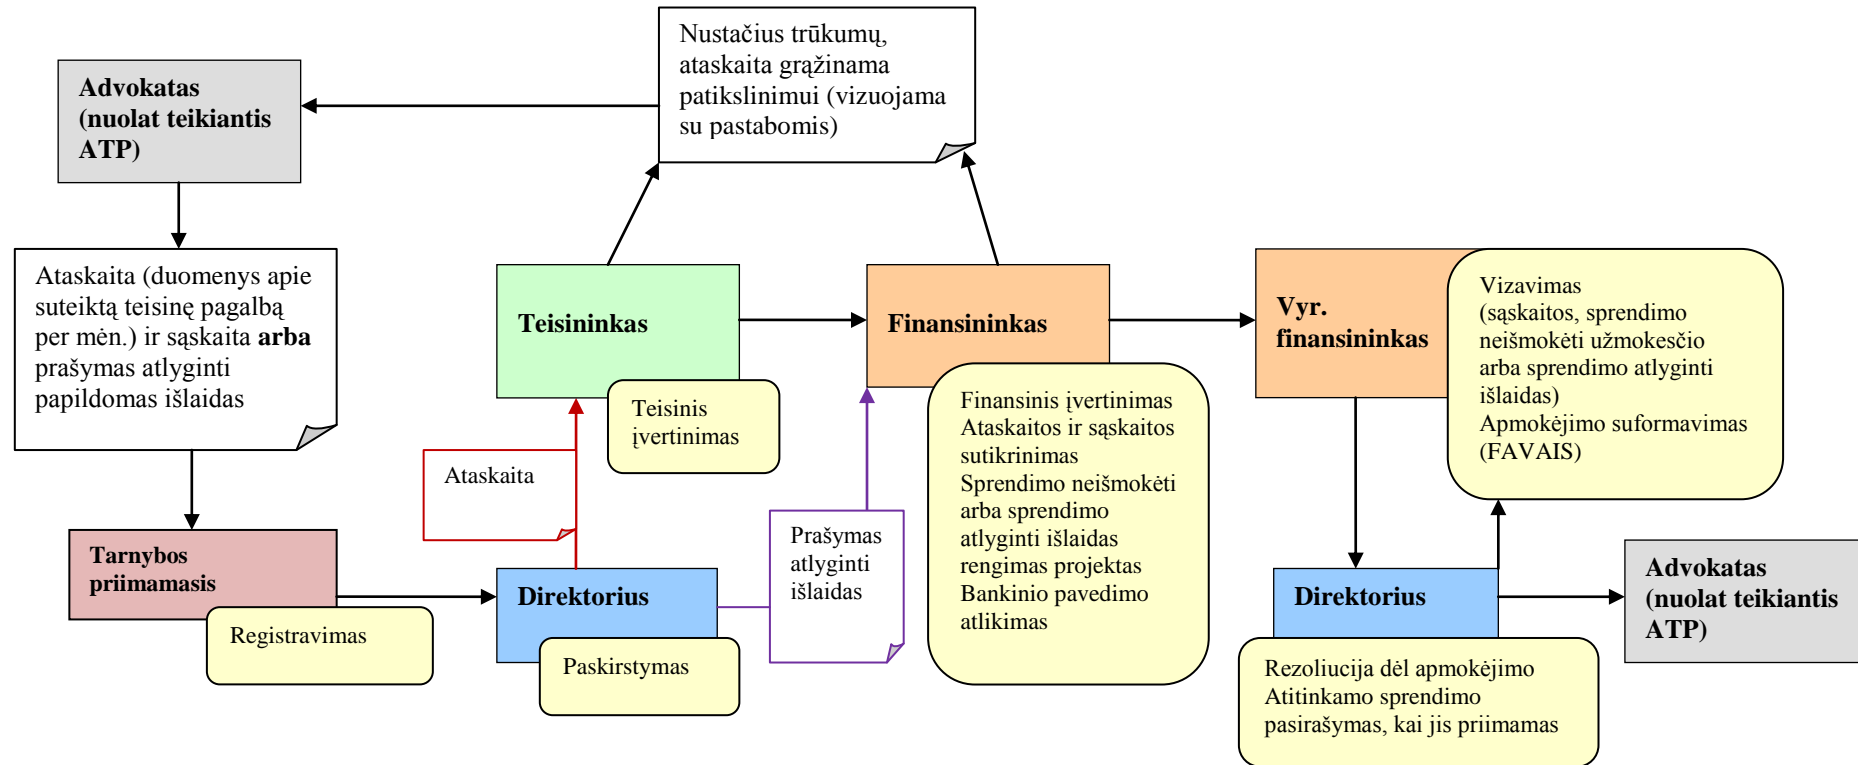 Nustačius trūkumų,
ataskaita grąžinama
patikslinimui (vizuojama
su pastabomis)
Advokatas
(nuolat teikiantis
ATP)
Ataskaita (duomenys apie
suteiktą teisinę pagalbą
per mėn.) ir sąskaita arba
prašymas atlyginti
papildomas išlaidas
Tarnybos
priimamasis
Registravimas
Direktorius
Paskirstymas
Ataskaita
Teisininkas
Teisinis
įvertinimas
Prašymas
atlyginti
išlaidas
Finansininkas
Finansinis įvertinimas
Ataskaitos ir sąskaitos
sutikrinimas
Sprendimo neišmokėti
arba sprendimo
atlyginti išlaidas
rengimas projektas
Bankinio pavedimo
atlikimas
Vyr.
finansininkas
Vizavimas
(sąskaitos, sprendimo
neišmokėti užmokesčio
arba sprendimo atlyginti
išlaidas)
Apmokėjimo suformavimas
(FAVAIS)
Direktorius
Rezoliucija dėl apmokėjimo
Atitinkamo sprendimo
pasirašymas, kai jis priimamas
Advokatas
(nuolat teikiantis
ATP)